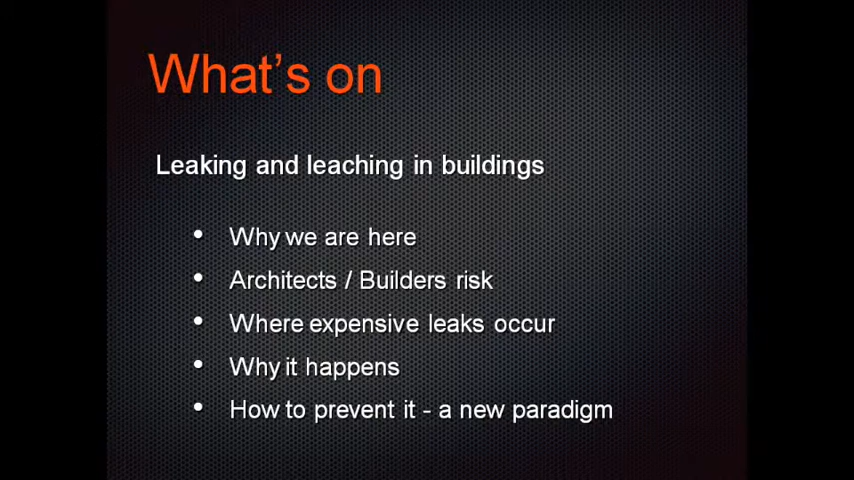 What's on
Leaking and leaching in buildings
• Why we are here
• Architects / Builders risk
• Where expensive leaks occur
• Why it happens
• How to prevent it - a new paradigm